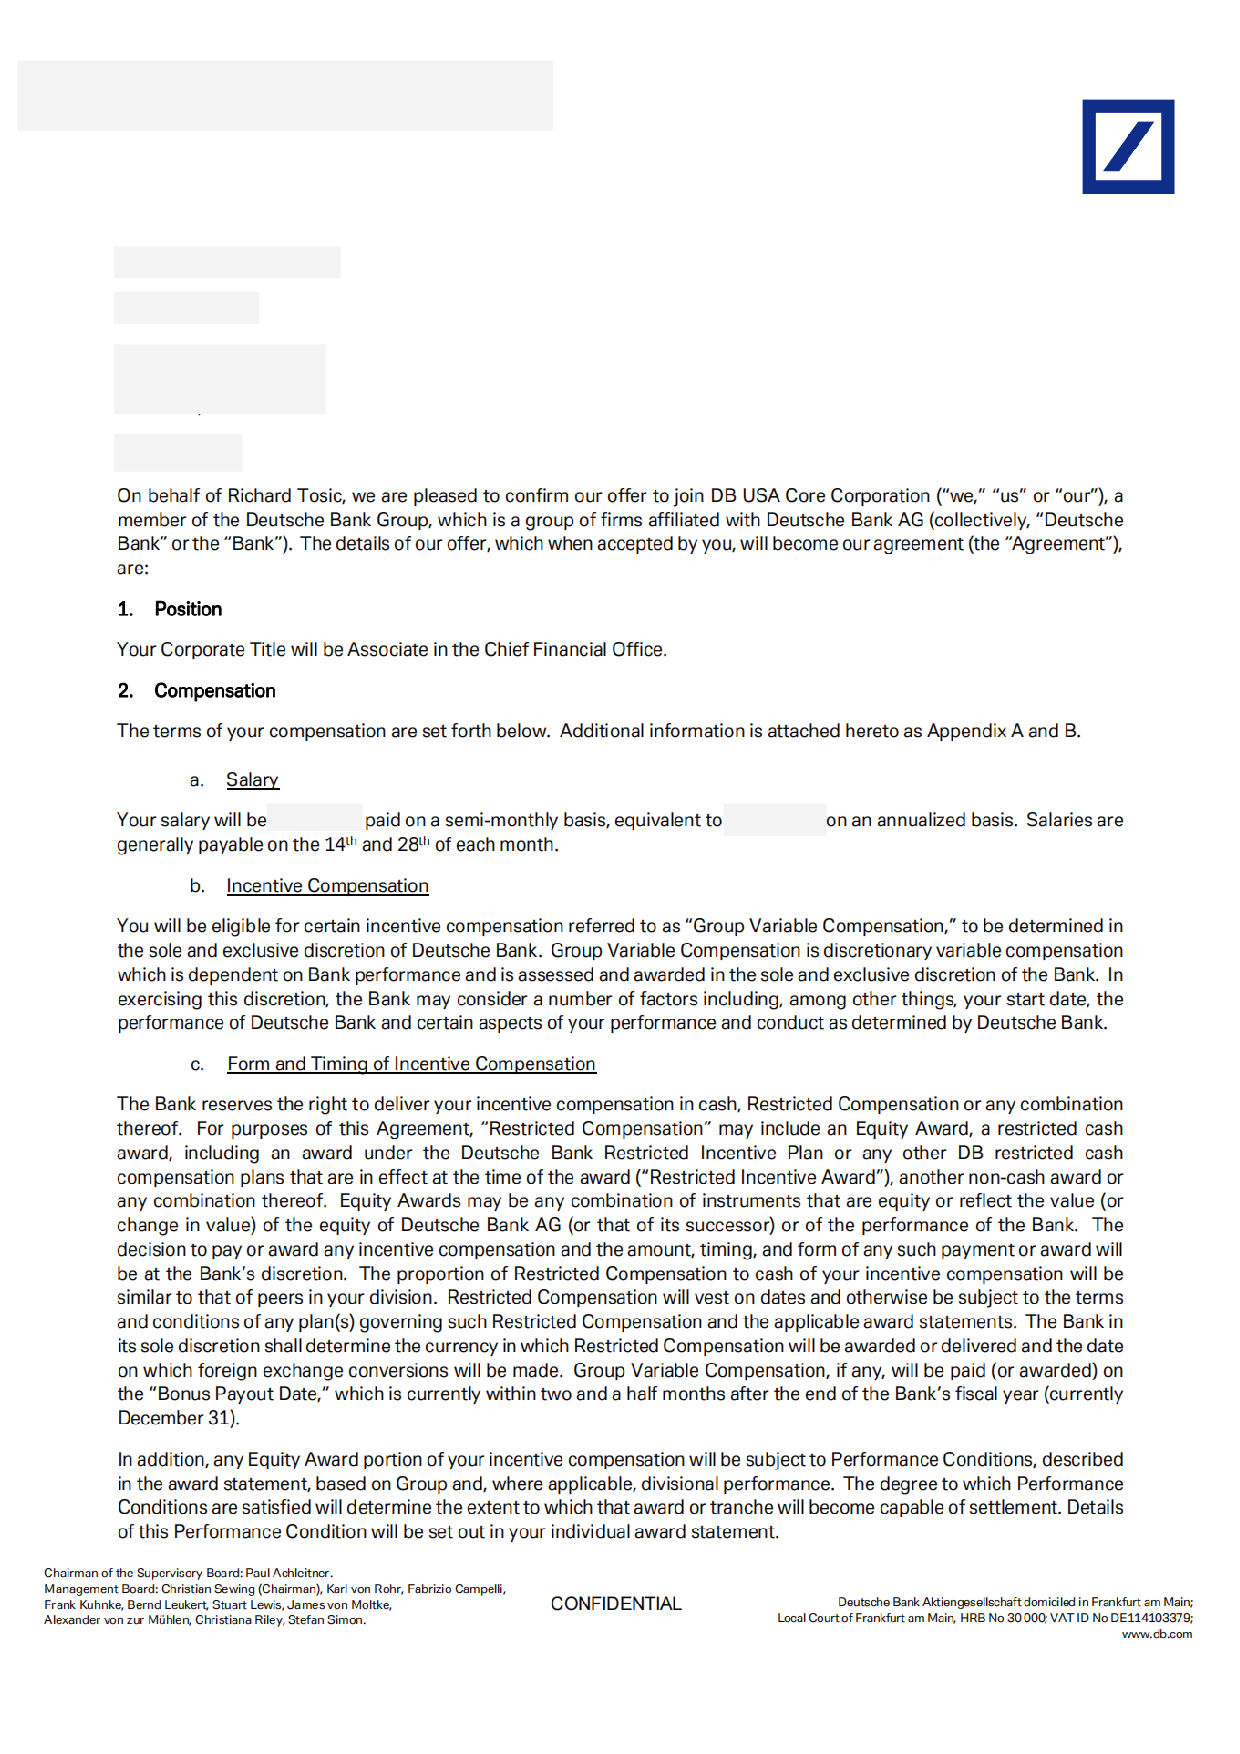 On behalf of Richard Tosic, we are pleased to confirm our offer to join DB USA Core Corporation (“we,” “us” or “our”), a
member of the Deutsche Bank Group, which is a group of firms affiliated with Deutsche Bank AG (collectively, “Deutsche
Bank” or the “Bank”). The details of our offer, which when accepted by you, will become our agreement (the “Agreement”),
are:
1. Position
Your Corporate Title will be Associate in the Chief Financial Office.
2. Compensation
The terms of your compensation are set forth below. Additional information is attached hereto as Appendix A and B.
a. Salary
Your salary will be paid on a semi-monthly basis, equivalent to on an annualized basis. Salaries are
generally payable on the 14th and 28th of each month.
b. Incentive Compensation
You will be eligible for certain incentive compensation referred to as “Group Variable Compensation,” to be determined in
the sole and exclusive discretion of Deutsche Bank. Group Variable Compensation is discretionary variable compensation
which is dependent on Bank performance and is assessed and awarded in the sole and exclusive discretion of the Bank. In
exercising this discretion, the Bank may consider a number of factors including, among other things, your start date, the
performance of Deutsche Bank and certain aspects of your performance and conduct as determined by Deutsche Bank.
c. Form and Timing of Incentive Compensation
The Bank reserves the right to deliver your incentive compensation in cash, Restricted Compensation or any combination
thereof. For purposes of this Agreement, “Restricted Compensation” may include an Equity Award, a restricted cash
award, including an award under the Deutsche Bank Restricted Incentive Plan or any other DB restricted cash
compensation plans that are in effect at the time of the award (“Restricted Incentive Award”), another non-cash award or
any combination thereof. Equity Awards may be any combination of instruments that are equity or reflect the value (or
change in value) of the equity of Deutsche Bank AG (or that of its successor) or of the performance of the Bank. The
decision to pay or award any incentive compensation and the amount, timing, and form of any such payment or award will
be at the Bank’s discretion. The proportion of Restricted Compensation to cash of your incentive compensation will be
similar to that of peers in your division. Restricted Compensation will vest on dates and otherwise be subject to the terms
and conditions of any plan(s) governing such Restricted Compensation and the applicable award statements. The Bank in
its sole discretion shall determine the currency in which Restricted Compensation will be awarded or delivered and the date
on which foreign exchange conversions will be made. Group Variable Compensation, if any, will be paid (or awarded) on
the “Bonus Payout Date,” which is currently within two and a half months after the end of the Bank’s fiscal year (currently
December 31).
In addition, any Equity Award portion of your incentive compensation will be subject to Performance Conditions, described
in the award statement, based on Group and, where applicable, divisional performance. The degree to which Performance
Conditions are satisfied will determine the extent to which that award or tranche will become capable of settlement. Details
of this Performance Condition will be set out in your individual award statement.
Chairman of the Supervisory Board: Paul Achleitner.
Management Board: Christian Sewing (Chairman), Karl von Rohr, Fabrizio Campelli,
Frank Kuhnke, Bernd Leukert, Stuart Lewis, James von Moltke,
Alexander von zur Mühlen, Christiana Riley, Stefan Simon.
CONFIDENTIAL
Deutsche Bank Aktiengesellschaft domiciled in Frankfurt am Main;
Local Court of Frankfurt am Main, HRB No 30 000; VAT ID No DE114103379;
www.db.com